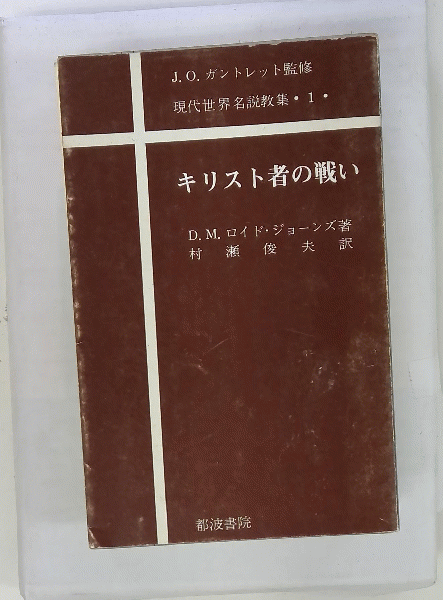 J. O. ガントレット監修
現代世界名説教集・1・
キリスト者の戦い
D. M. ロイド・ジョーンズ著
村瀬俊夫訳
都波書院